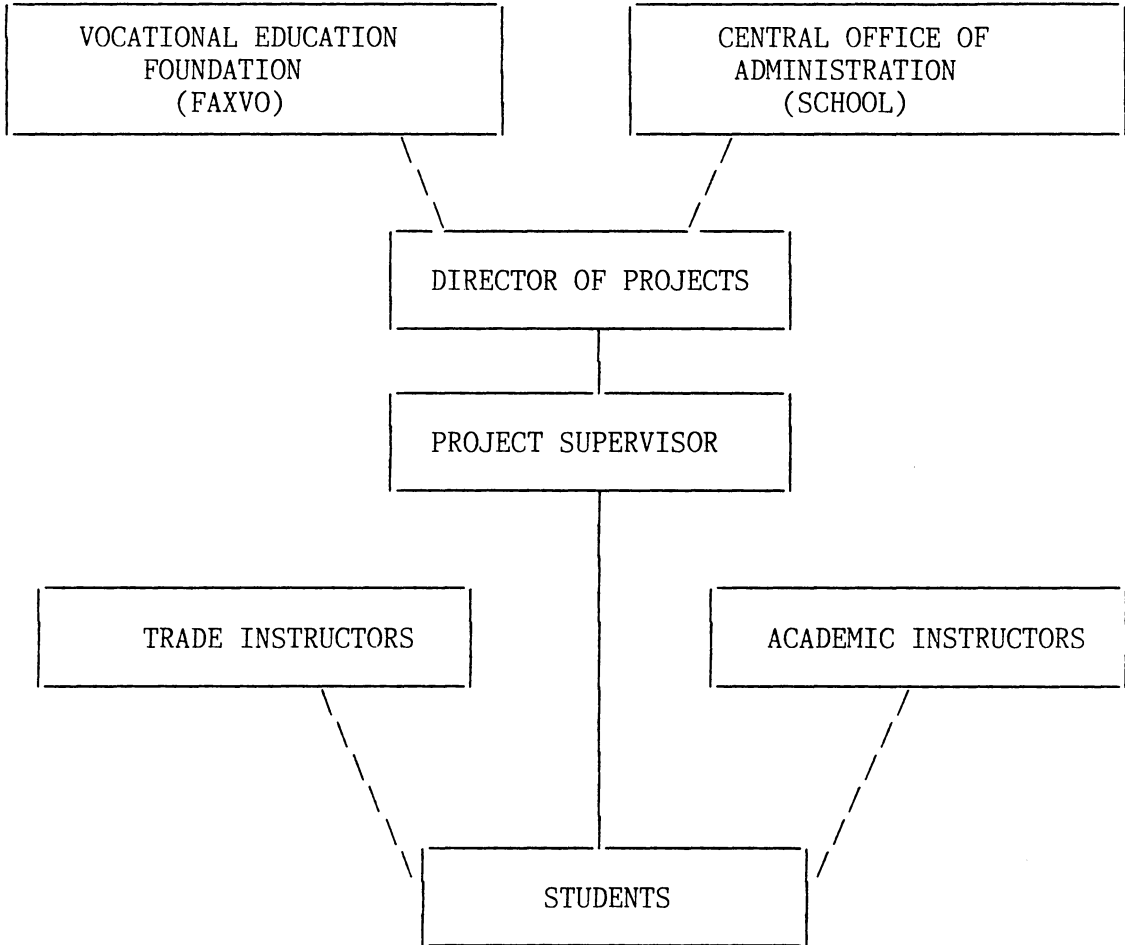 VOCATIONAL EDUCATION
FOUNDATION
(FAXVO)
CENTRAL OFFICE OF
ADMINISTRATION
(SCHOOL)
DIRECTOR OF PROJECTS
PROJECT SUPERVISOR
TRADE INSTRUCTORS
ACADEMIC INSTRUCTORS
STUDENTS